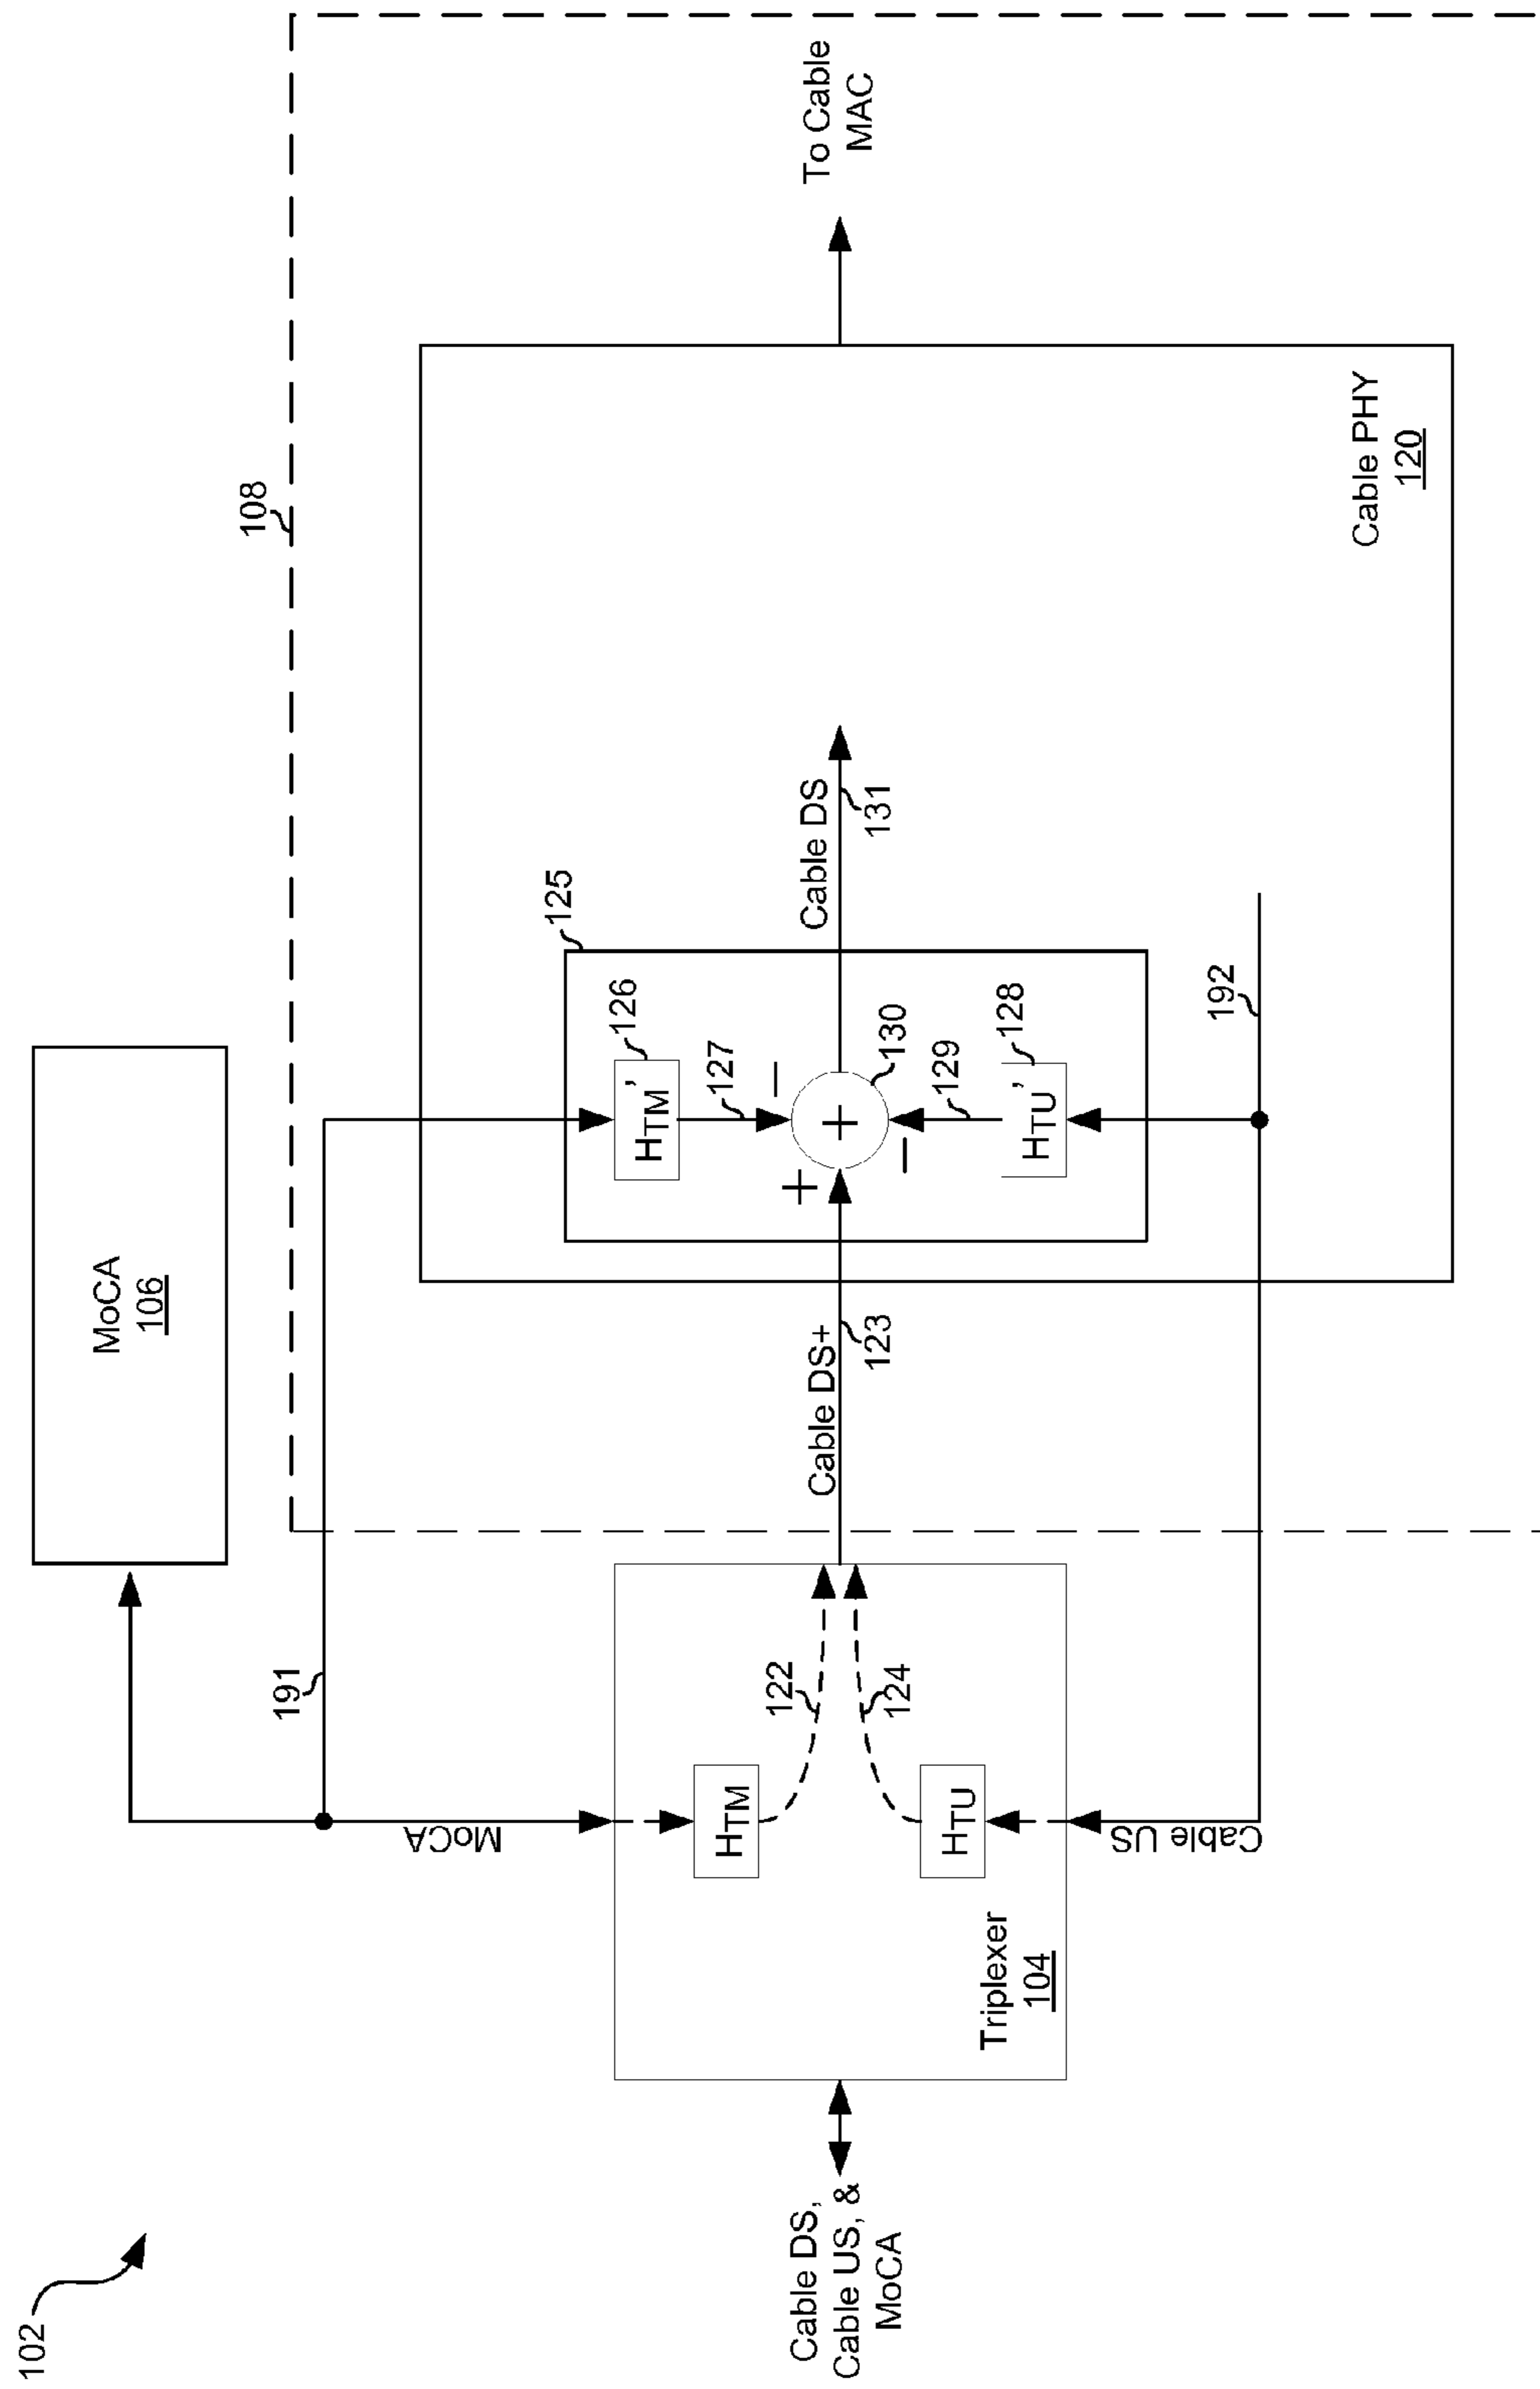 102
Cable DS,
Cable US, &
MoCA
Triplexer
104
HTM
HTU
122
124
MoCA
Cable US
191
MoCA
106
108
Cable DS+
123
125
HTM'
126
127
−
+
+
130
−
129
HTU'
128
192
Cable DS
131
Cable PHY
120
To Cable
MAC